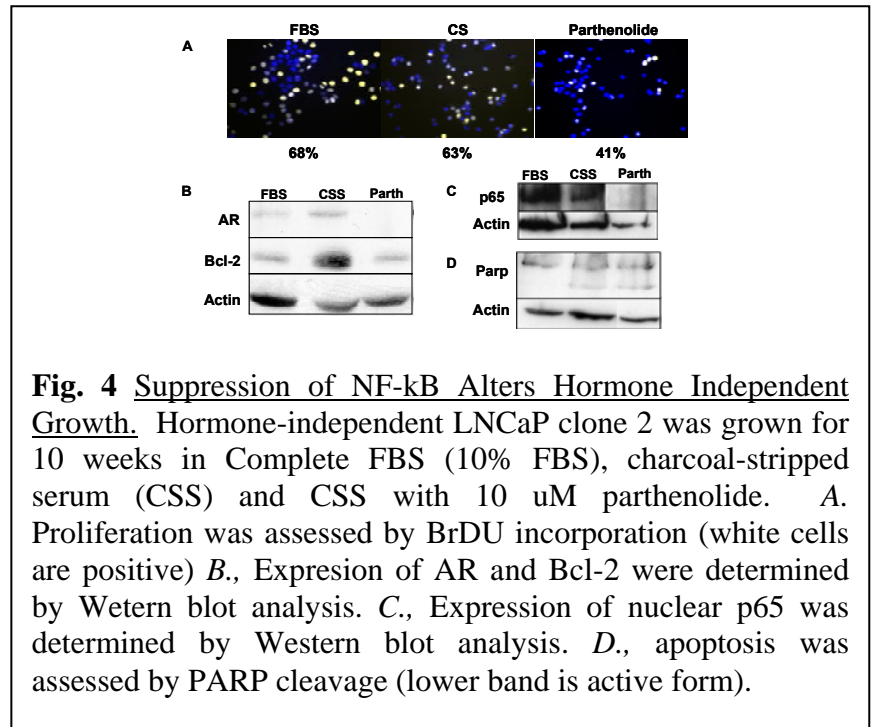 FBS CS Parthenolide
A
68% 63% 41%
B FBS CSS Parth
AR
Bcl-2
Actin
C FBS CSS Parth
p65
Actin
D Parp
Actin
Fig. 4 Suppression of NF-kB Alters Hormone Independent
Growth. Hormone-independent LNCaP clone 2 was grown for
10 weeks in Complete FBS (10% FBS), charcoal-stripped
serum (CSS) and CSS with 10 uM parthenolide. A.
Proliferation was assessed by BrDU incorporation (white cells
are positive) B., Expresion of AR and Bcl-2 were determined
by Wetern blot analysis. C., Expression of nuclear p65 was
determined by Western blot analysis. D., apoptosis was
assessed by PARP cleavage (lower band is active form).